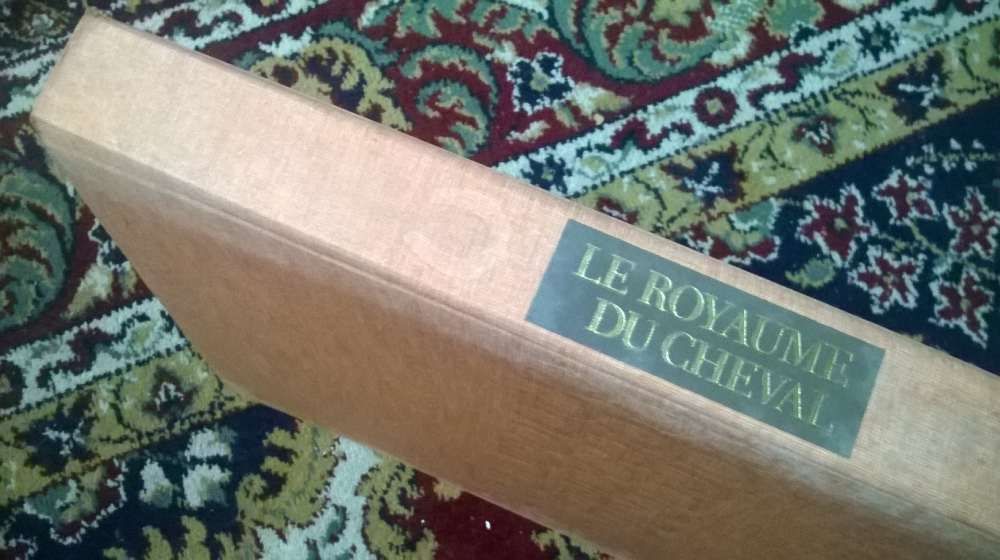 LE ROYAUME
DU CHEVAL